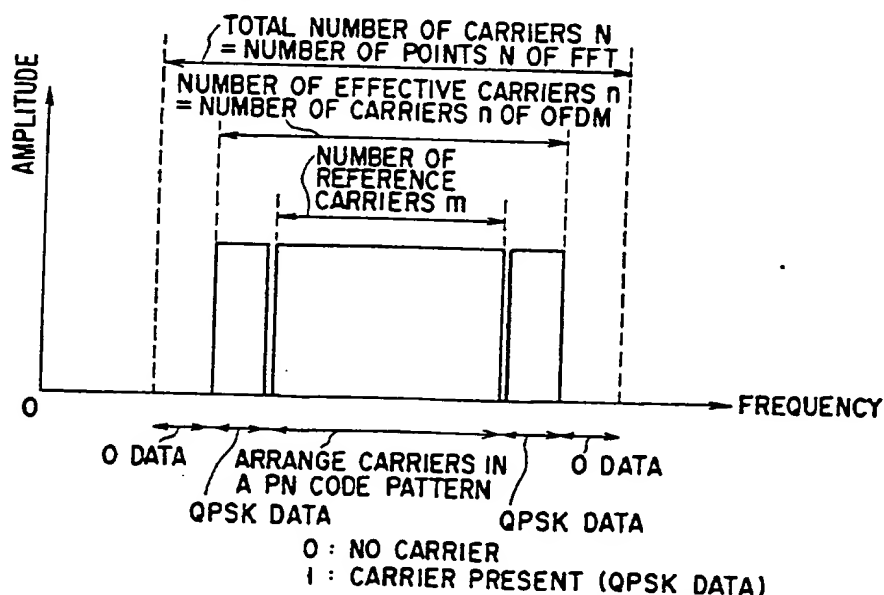 TOTAL NUMBER OF CARRIERS N
= NUMBER OF POINTS N OF FFT
NUMBER OF EFFECTIVE CARRIERS n
= NUMBER OF CARRIERS n OF OFDM
NUMBER OF
REFERENCE
CARRIERS m
AMPLITUDE
0
FREQUENCY
0 DATA
ARRANGE CARRIERS IN
A PN CODE PATTERN
0 DATA
QPSK DATA
QPSK DATA
0 : NO CARRIER
1 : CARRIER PRESENT (QPSK DATA)